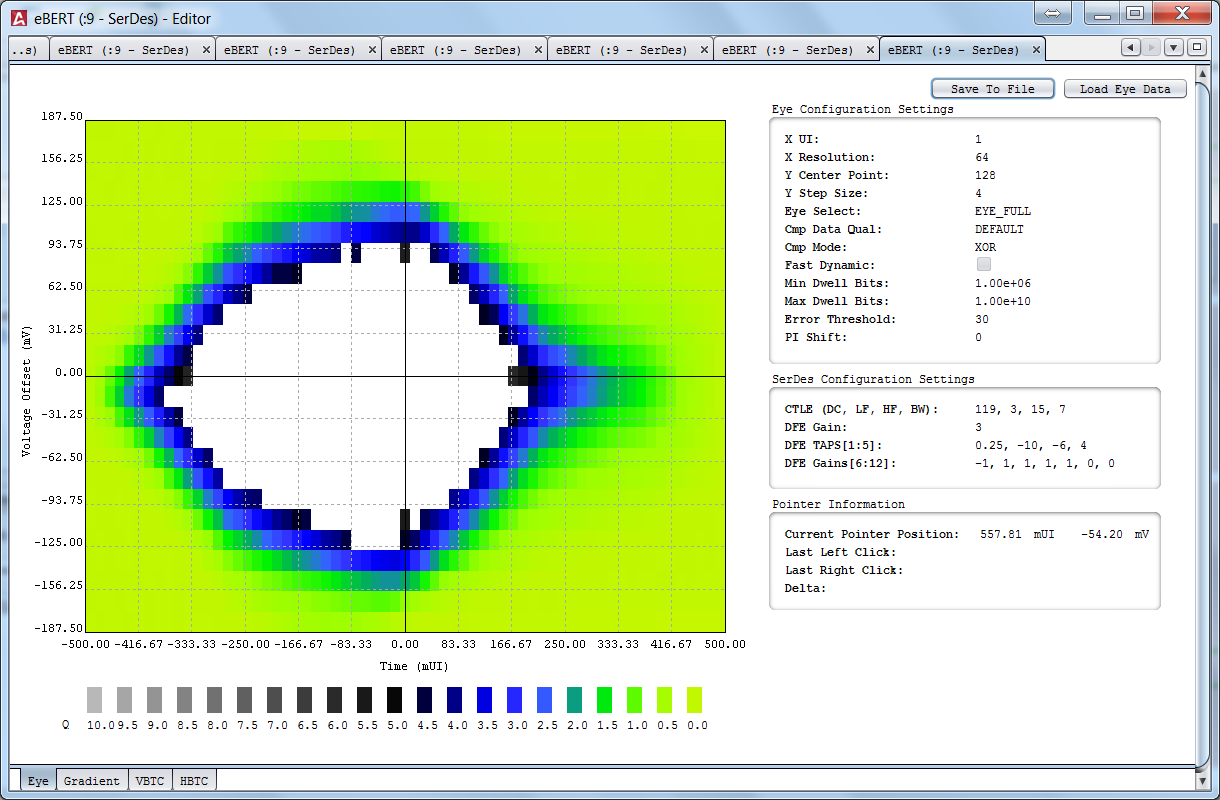 A eBERT (:9 - SerDes) - Editor
..s) eBERT (:9 - SerDes) × eBERT (:9 - SerDes) × eBERT (:9 - SerDes) × eBERT (:9 - SerDes) × eBERT (:9 - SerDes) × eBERT (:9 - SerDes) ×
Save To File Load Eye Data
187.50
156.25
125.00
93.75
62.50
31.25
0.00
-31.25
-62.50
-93.75
-125.00
-156.25
-187.50
Voltage Offset (mV)
-500.00 -416.67 -333.33 -250.00 -166.67 -83.33 0.00 83.33 166.67 250.00 333.33 416.67 500.00
Time (mUI)
Q 10.0 9.5 9.0 8.5 8.0 7.5 7.0 6.5 6.0 5.5 5.0 4.5 4.0 3.5 3.0 2.5 2.0 1.5 1.0 0.5 0.0
Eye Configuration Settings
X UI: 1
X Resolution: 64
Y Center Point: 128
Y Step Size: 4
Eye Select: EYE_FULL
Cmp Data Qual: DEFAULT
Cmp Mode: XOR
Fast Dynamic:
Min Dwell Bits: 1.00e+06
Max Dwell Bits: 1.00e+10
Error Threshold: 30
PI Shift: 0
SerDes Configuration Settings
CTLE (DC, LF, HF, BW): 119, 3, 15, 7
DFE Gain: 3
DFE TAPS[1:5]: 0.25, -10, -6, 4
DFE Gains[6:12]: -1, 1, 1, 1, 1, 0, 0
Pointer Information
Current Pointer Position: 557.81 mUI -54.20 mV
Last Left Click:
Last Right Click:
Delta:
Eye Gradient VBTC HBTC